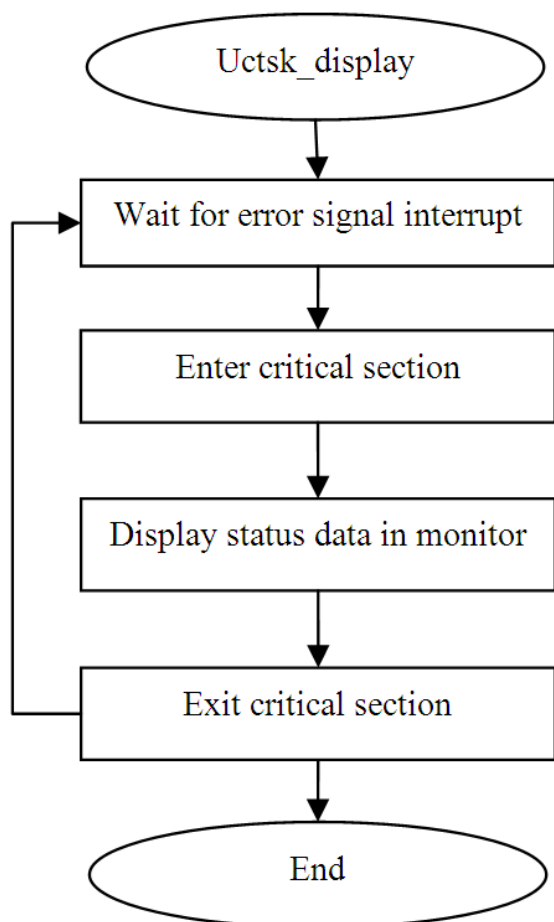 Uctsk_display
Wait for error signal interrupt
Enter critical section
Display status data in monitor
Exit critical section
End